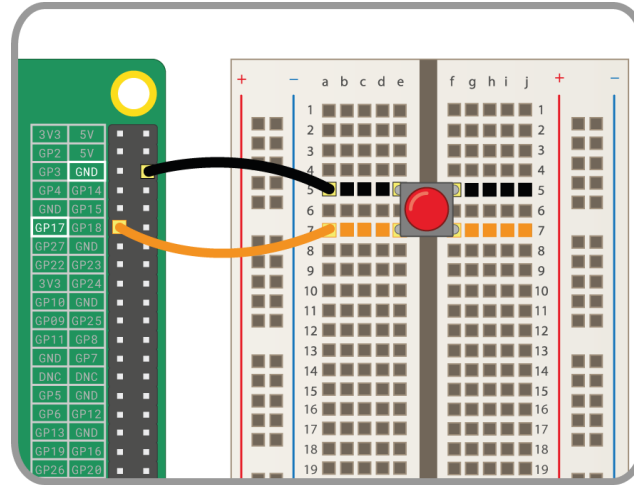 + − a b c d e f g h i j + −
1 1
2 2
3V3 5V 3 3
GP2 5V
GP3 GND 4 4
GP4 GP14 5 5
GND GP15 6 6
GP17 GP18 7 7
GP27 GND 8 8
GP22 GP23 9 9
3V3 GP24 10 10
GP10 GND 11 11
GP09 GP25 12 12
GP11 GP8
GND GP7 13 13
DNC DNC 14 14
GP5 GND 15 15
GP6 GP12 16 16
GP13 GND 17 17
GP19 GP16 18 18
GP26 GP20 19 19